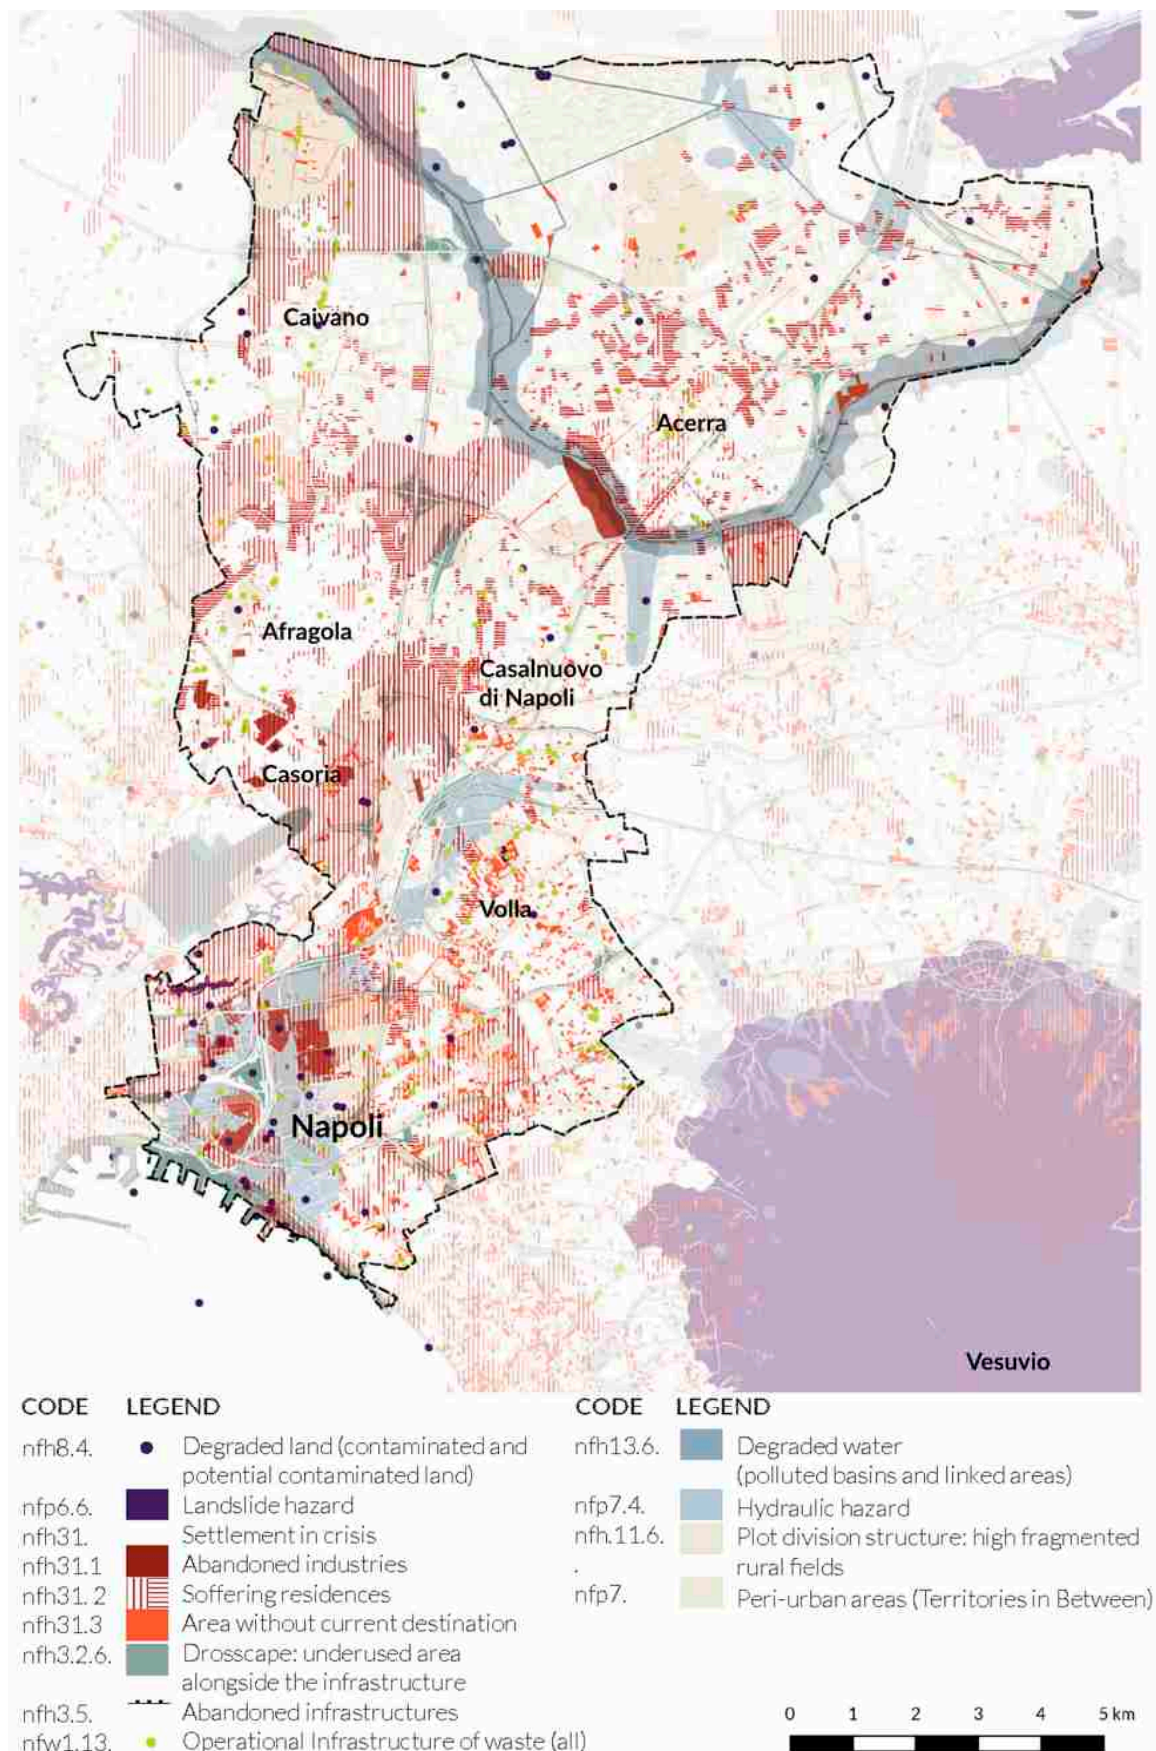 Caivano
Acerra
Afragola
Casalnuovo
di Napoli
Casoria
Volla
Napoli
Vesuvio
CODE LEGEND
nfh8.4. Degraded land (contaminated and
potential contaminated land)
nfp6.6. Landslide hazard
nfh31. Settlement in crisis
nfh31.1 Abandoned industries
nfh31.2 Soffering residences
nfh31.3 Area without current destination
nfh3.2.6. Drosscape: underused area
alongside the infrastructure
nfh3.5. Abandoned infrastructures
nfw1.13. Operational Infrastructure of waste (all)
CODE LEGEND
nfh13.6. Degraded water
(polluted basins and linked areas)
nfp7.4. Hydraulic hazard
nfh.11.6. Plot division structure: high fragmented
. rural fields
nfp7. Peri-urban areas (Territories in Between)
0 1 2 3 4 5 km